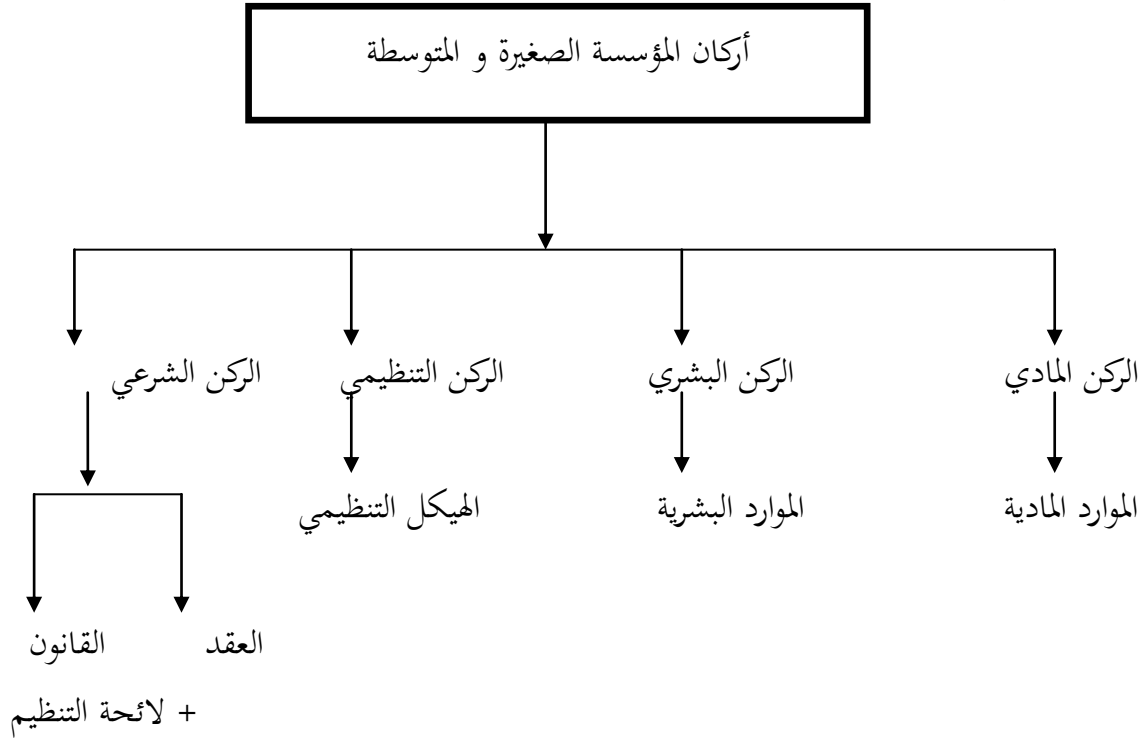 أركان المؤسسة الصغيرة و المتوسطة
الركن المادي الركن البشري الركن التنظيمي الركن الشرعي
الموارد المادية الموارد البشرية الهيكل التنظيمي
العقد القانون
+ لائحة التنظيم